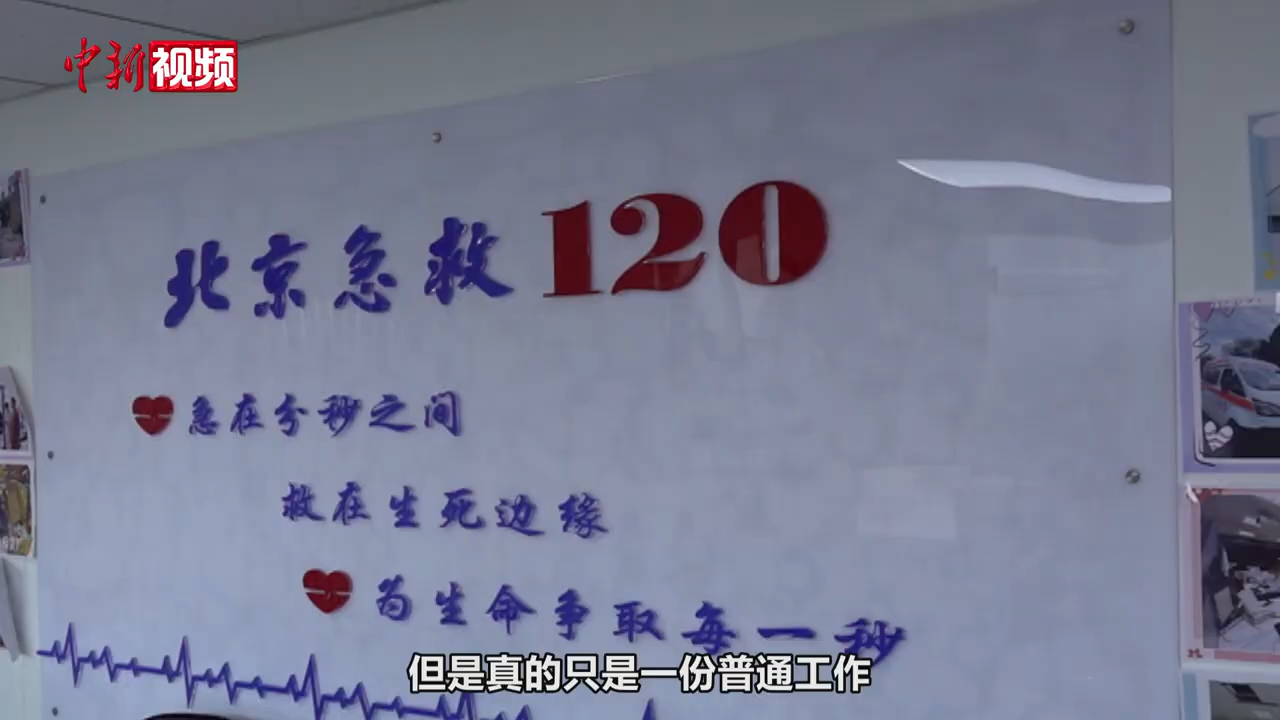 中新视频
北京急救120
急在分秒之间
救在生死边缘
为生命争取每一秒
但是真的只是一份普通工作